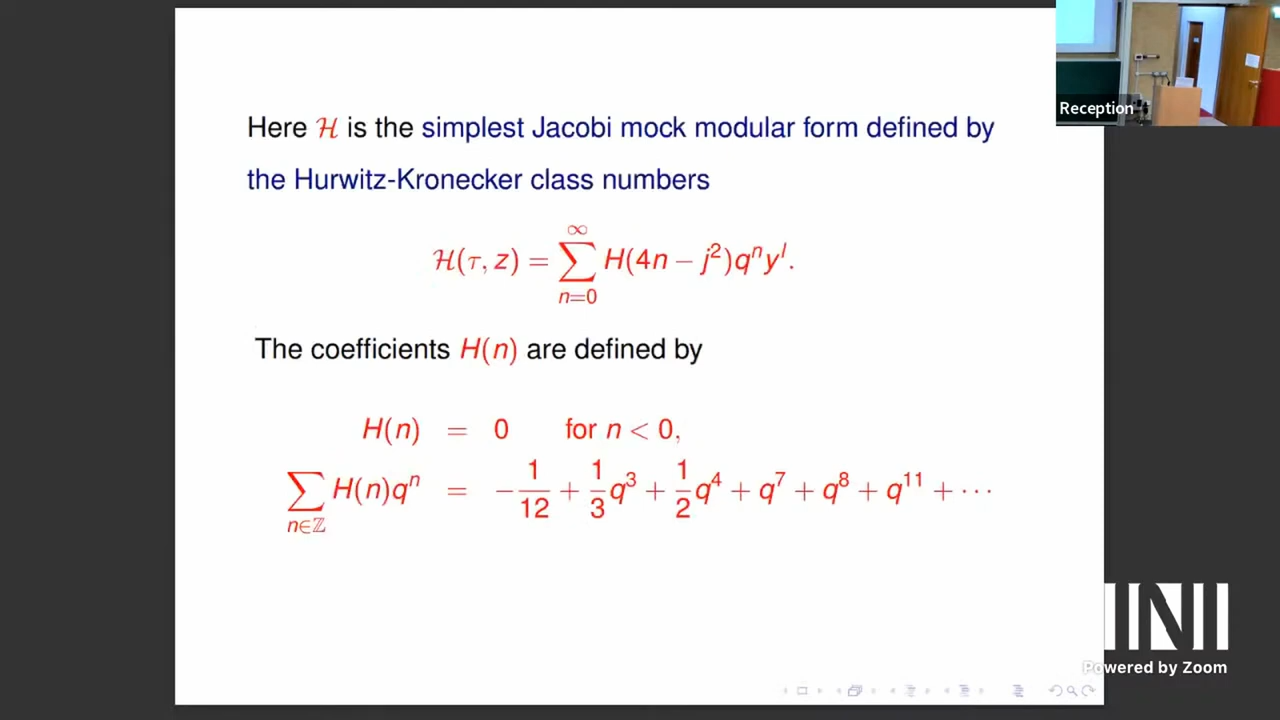 Here ℋ is the simplest Jacobi mock modular form defined by
the Hurwitz-Kronecker class numbers
ℋ(τ, z) = ∑_{n=0}^{∞} H(4n − j²)qⁿyˡ.
The coefficients H(n) are defined by
H(n) = 0 for n < 0,
∑_{n∈ℤ} H(n)qⁿ = −1/12 + 1/3 q³ + 1/2 q⁴ + q⁷ + q⁸ + q¹¹ + ⋯
Reception
INI
Powered by Zoom